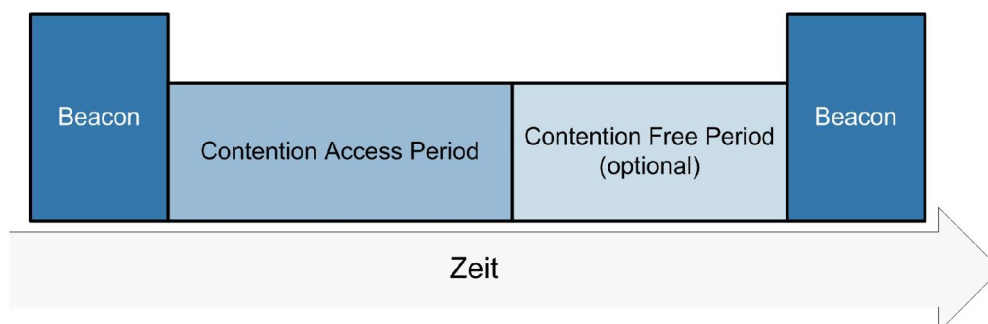 Beacon
Contention Access Period
Contention Free Period
(optional)
Beacon
Zeit